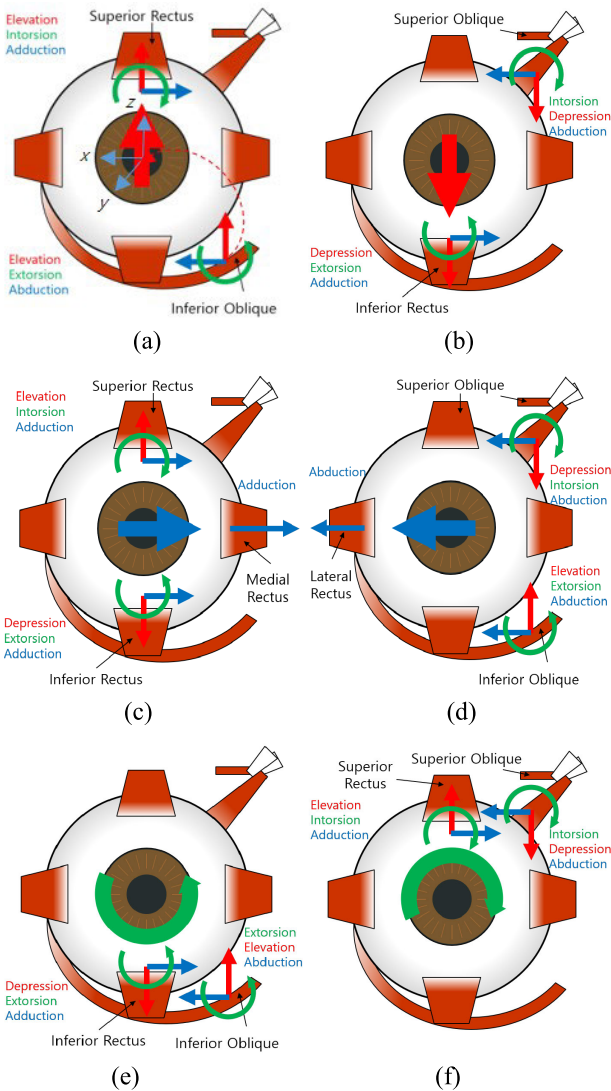 Elevation
Intorsion
Adduction
Superior Rectus
z
x
y
Elevation
Extorsion
Abduction
Inferior Oblique
(a)
Superior Oblique
Intorsion
Depression
Abduction
Depression
Extorsion
Adduction
Inferior Rectus
(b)
Superior Rectus
Elevation
Intorsion
Adduction
Adduction
Medial
Rectus
Depression
Extorsion
Adduction
Inferior Rectus
(c)
Superior Oblique
Abduction
Depression
Intorsion
Abduction
Lateral
Rectus
Elevation
Extorsion
Abduction
Inferior Oblique
(d)
Extorsion
Elevation
Abduction
Depression
Extorsion
Adduction
Inferior Rectus
Inferior Oblique
(e)
Superior
Rectus
Superior Oblique
Elevation
Intorsion
Adduction
Intorsion
Depression
Abduction
(f)